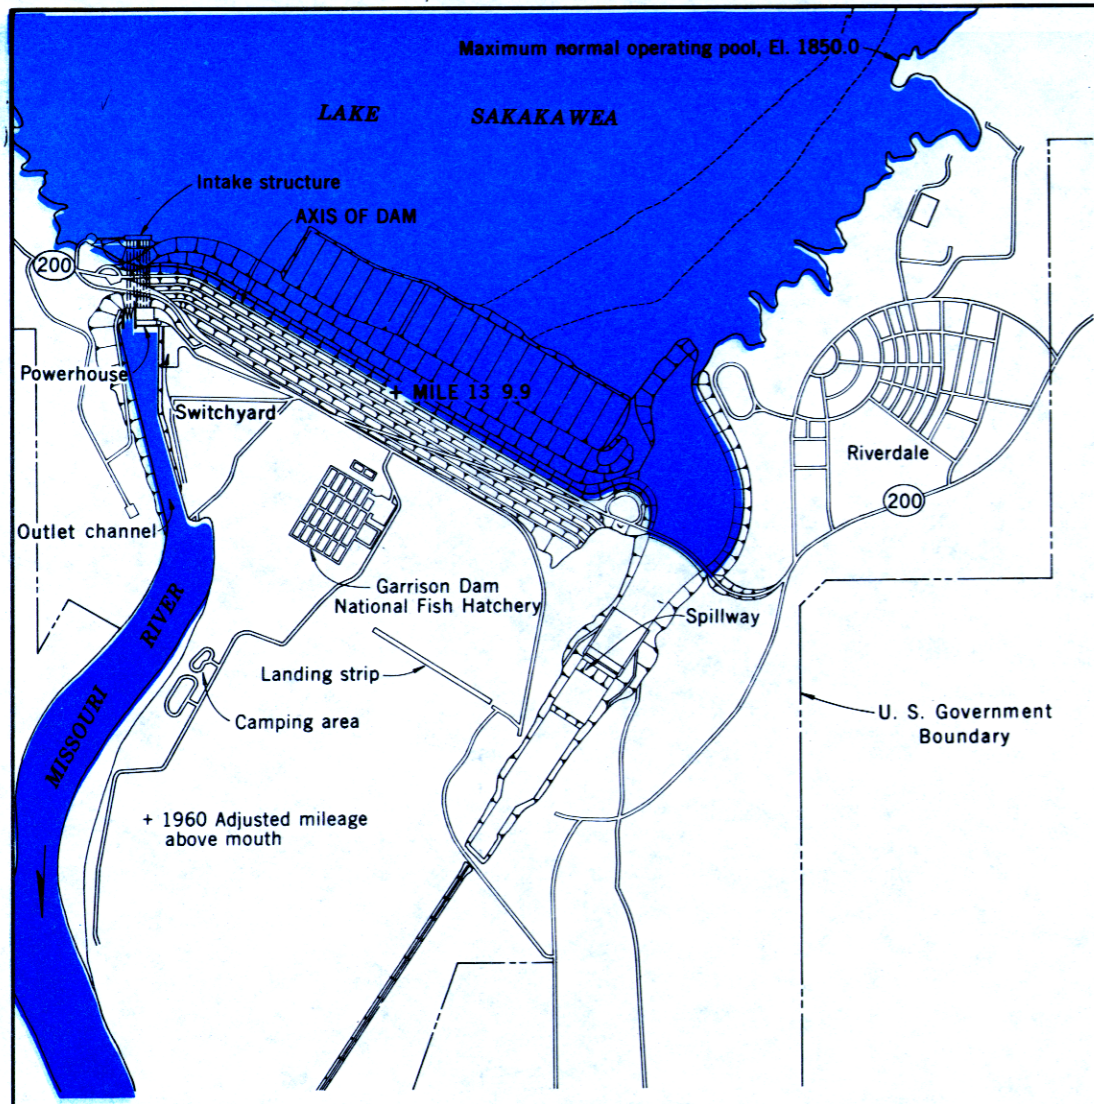 Maximum normal operating pool, El. 1850.0
LAKE SAKAKAWEA
Intake structure
AXIS OF DAM
200
Powerhouse
+ MILE 13 9.9
Switchyard
Riverdale
200
Outlet channel
Garrison Dam
National Fish Hatchery
Spillway
MISSOURI RIVER
Landing strip
Camping area
U. S. Government
Boundary
+ 1960 Adjusted mileage
above mouth